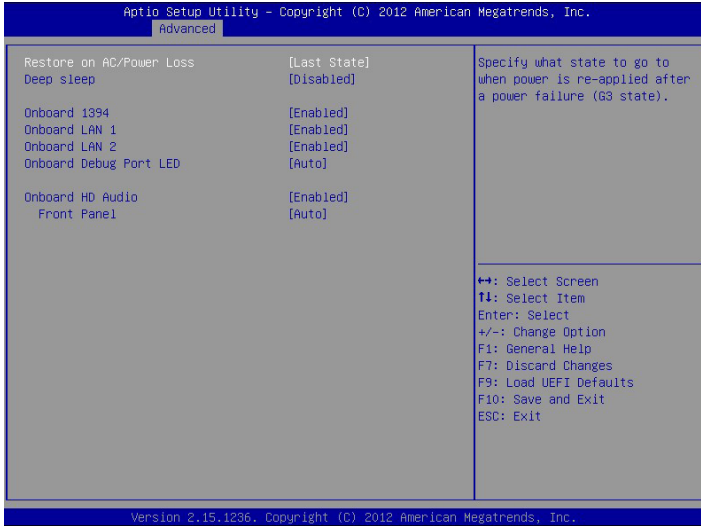 Aptio Setup Utility – Copyright (C) 2012 American Megatrends, Inc.
Advanced
Restore on AC/Power Loss [Last State]
Deep sleep [Disabled]
Onboard 1394 [Enabled]
Onboard LAN 1 [Enabled]
Onboard LAN 2 [Enabled]
Onboard Debug Port LED [Auto]
Onboard HD Audio [Enabled]
Front Panel [Auto]
Specify what state to go to
when power is re-applied after
a power failure (G3 state).
↔: Select Screen
↑↓: Select Item
Enter: Select
+/-: Change Option
F1: General Help
F7: Discard Changes
F9: Load UEFI Defaults
F10: Save and Exit
ESC: Exit
Version 2.15.1236. Copyright (C) 2012 American Megatrends, Inc.